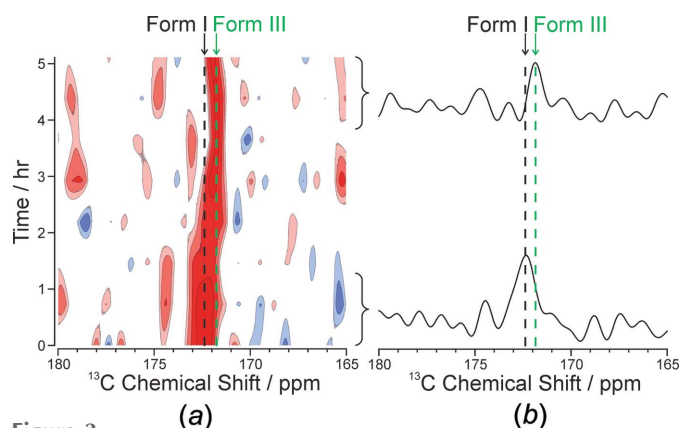 Form I Form III
Form I Form III
5
4
3
2
1
0
Time / hr
180 175 170 165
180 175 170 165
¹³C Chemical Shift / ppm
¹³C Chemical Shift / ppm
(a)
(b)